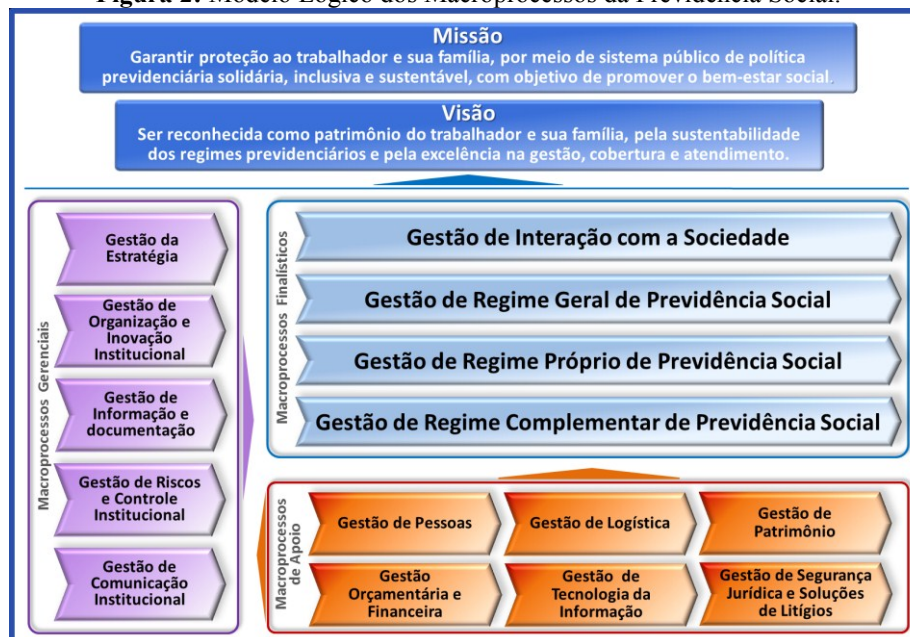 Figura 2: Modelo Lógico dos Macroprocessos da Previdência Social.
Missão
Garantir proteção ao trabalhador e sua família, por meio de sistema público de política
previdenciária solidária, inclusiva e sustentável, com objetivo de promover o bem-estar social.
Visão
Ser reconhecida como patrimônio do trabalhador e sua família, pela sustentabilidade
dos regimes previdenciários e pela excelência na gestão, cobertura e atendimento.
Macroprocessos Gerenciais
Gestão da
Estratégia
Gestão de
Organização e
Inovação
Institucional
Gestão de
Informação e
documentação
Gestão de Riscos
e Controle
Institucional
Gestão de
Comunicação
Institucional
Macroprocessos Finalísticos
Gestão de Interação com a Sociedade
Gestão de Regime Geral de Previdência Social
Gestão de Regime Próprio de Previdência Social
Gestão de Regime Complementar de Previdência Social
Macroprocessos
de Apoio
Gestão de Pessoas
Gestão de Logística
Gestão de
Patrimônio
Gestão
Orçamentária e
Financeira
Gestão de
Tecnologia da
Informação
Gestão de Segurança
Jurídica e Soluções
de Litígios